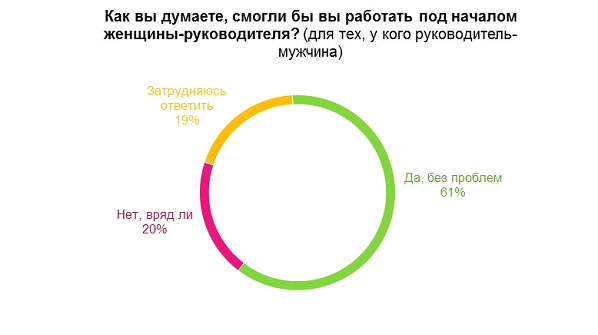 Как вы думаете, смогли бы вы работать под началом
женщины-руководителя? (для тех, у кого руководитель-
мужчина)
Затрудняюсь
ответить
19%
Да, без проблем
61%
Нет, вряд ли
20%